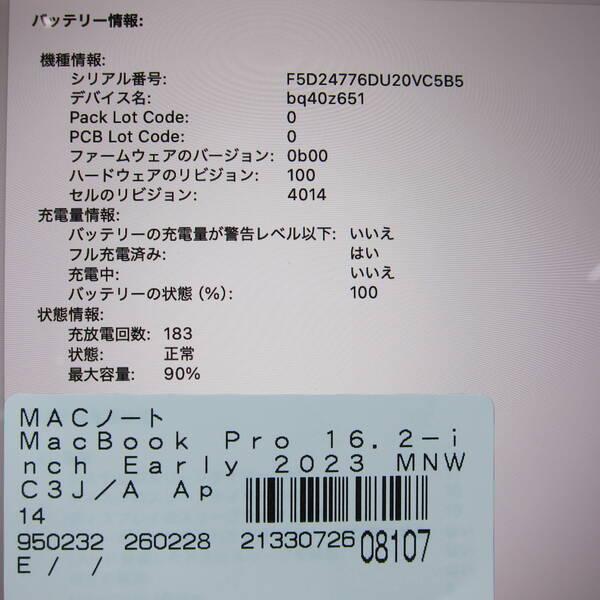 バッテリー情報:
機種情報:
シリアル番号: F5D24776DU20VC5B5
デバイス名: bq40z651
Pack Lot Code: 0
PCB Lot Code: 0
ファームウェアのバージョン: 0b00
ハードウェアのリビジョン: 100
セルのリビジョン: 4014
充電量情報:
バッテリーの充電量が警告レベル以下: いいえ
フル充電済み: はい
充電中: いいえ
バッテリーの状態 (%): 100
状態情報:
充放電回数: 183
状態: 正常
最大容量: 90%
MACノート
MacBook Pro 16.2-i
nch Early 2023 MNW
C3J/A Ap
14
950232 260228 21330726 08107
E / /